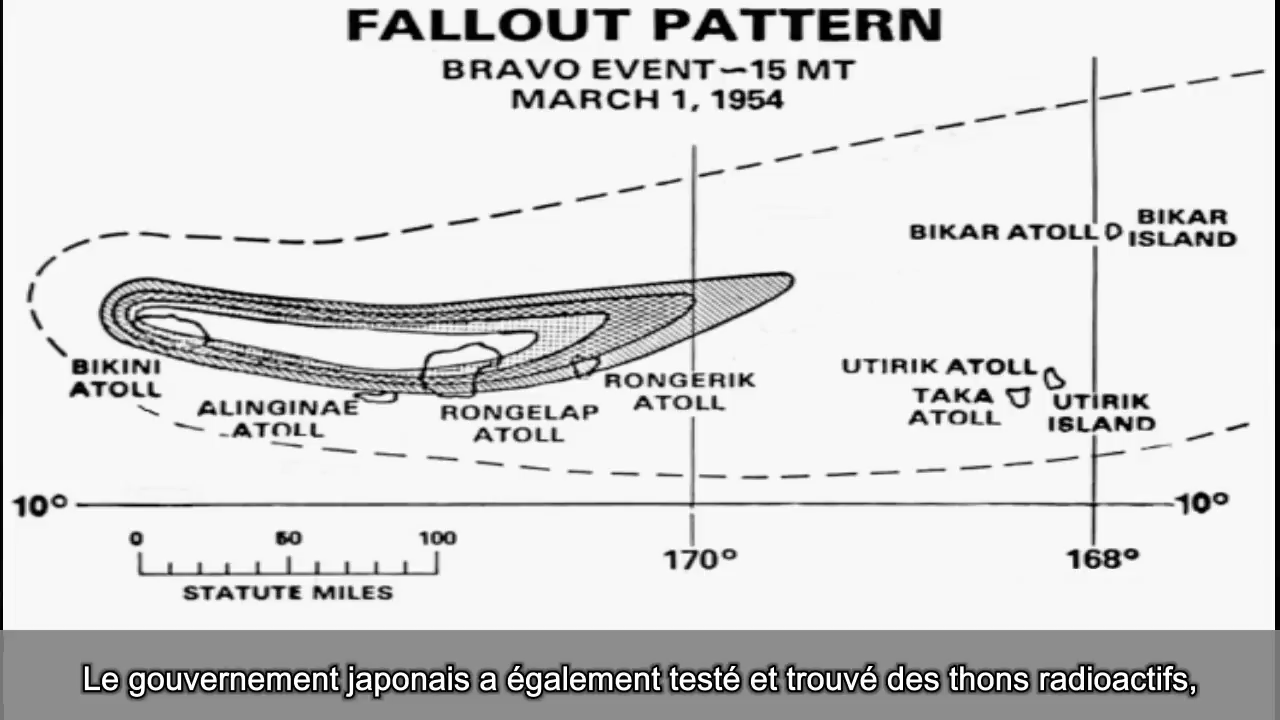 FALLOUT PATTERN
BRAVO EVENT–15 MT
MARCH 1, 1954
BIKAR ATOLL
BIKAR
ISLAND
BIKINI
ATOLL
ALINGINAE
ATOLL
RONGELAP
ATOLL
RONGERIK
ATOLL
UTIRIK ATOLL
TAKA
ATOLL
UTIRIK
ISLAND
10°
10°
0 50 100
STATUTE MILES
170°
168°
Le gouvernement japonais a également testé et trouvé des thons radioactifs,